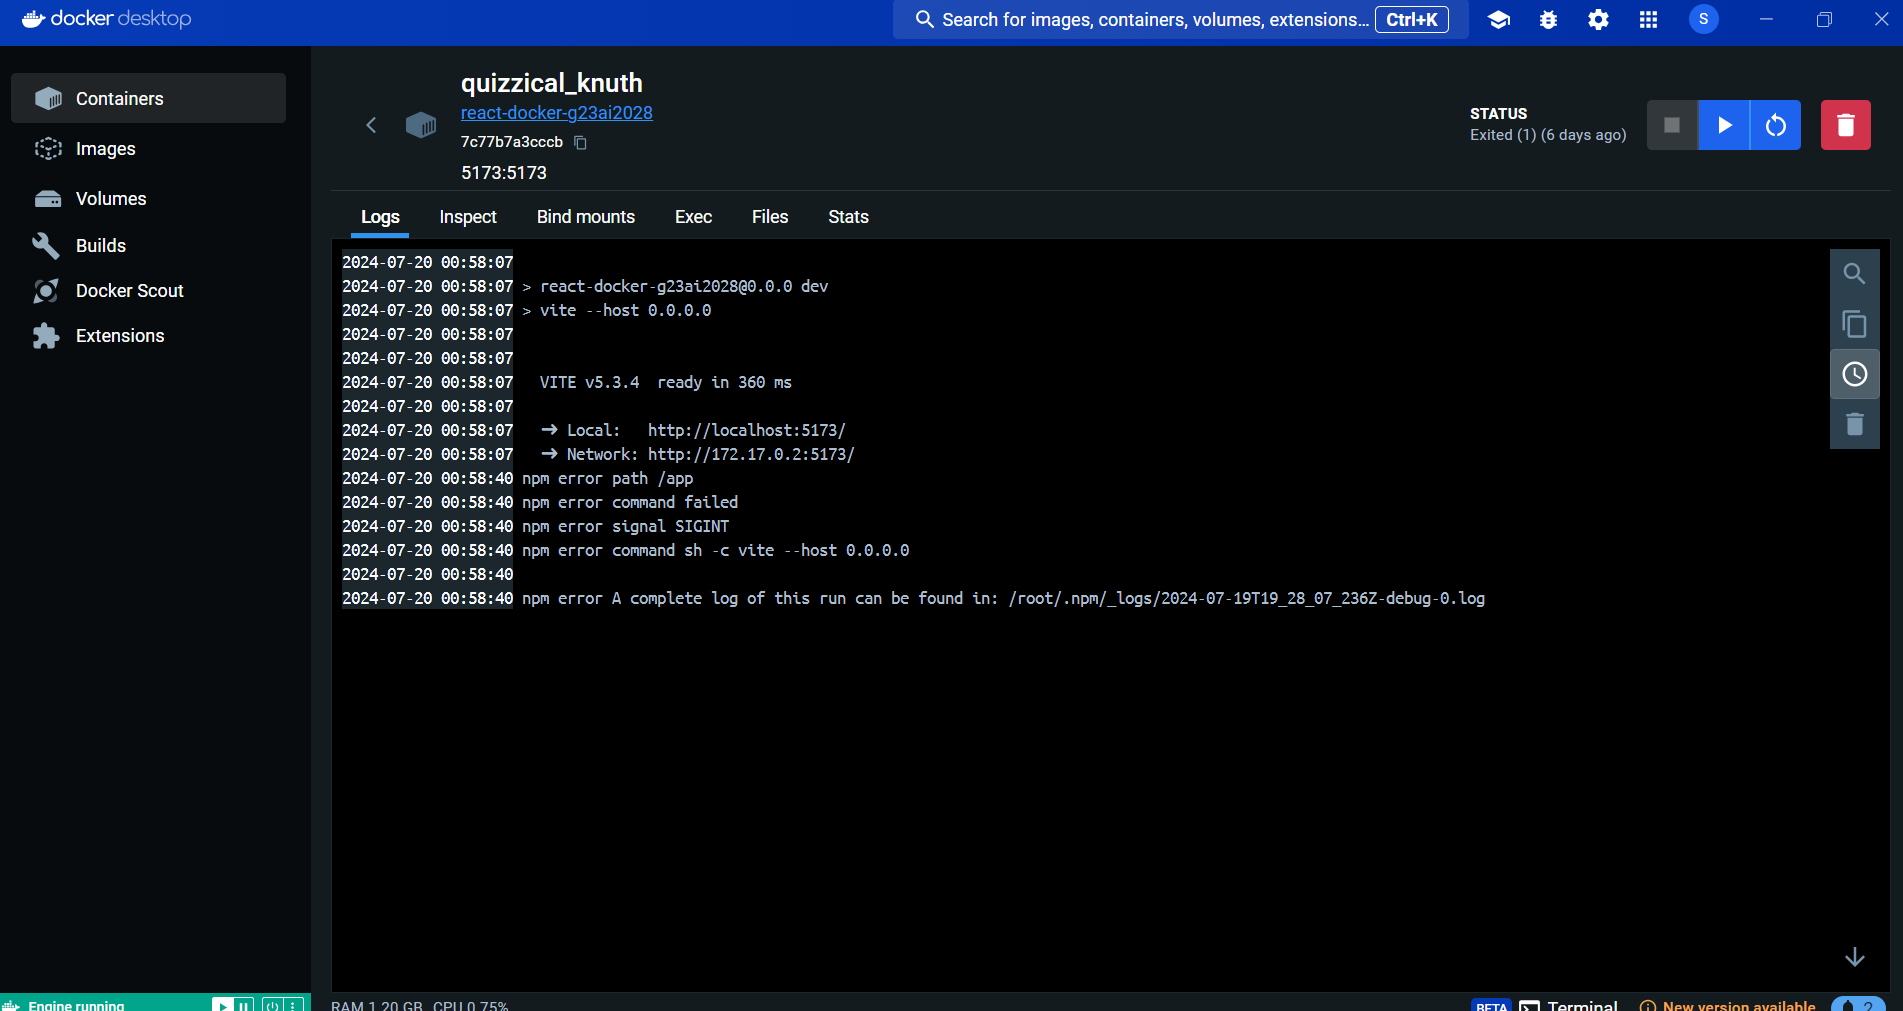 docker desktop
Search for images, containers, volumes, extensions... Ctrl+K
S
Containers
Images
Volumes
Builds
Docker Scout
Extensions
quizzical_knuth
react-docker-g23ai2028
7c77b7a3cccb
5173:5173
STATUS
Exited (1) (6 days ago)
Logs Inspect Bind mounts Exec Files Stats
2024-07-20 00:58:07
2024-07-20 00:58:07 > react-docker-g23ai2028@0.0.0 dev
2024-07-20 00:58:07 > vite --host 0.0.0.0
2024-07-20 00:58:07
2024-07-20 00:58:07
2024-07-20 00:58:07 VITE v5.3.4 ready in 360 ms
2024-07-20 00:58:07
2024-07-20 00:58:07 ➜ Local: http://localhost:5173/
2024-07-20 00:58:07 ➜ Network: http://172.17.0.2:5173/
2024-07-20 00:58:40 npm error path /app
2024-07-20 00:58:40 npm error command failed
2024-07-20 00:58:40 npm error signal SIGINT
2024-07-20 00:58:40 npm error command sh -c vite --host 0.0.0.0
2024-07-20 00:58:40
2024-07-20 00:58:40 npm error A complete log of this run can be found in: /root/.npm/_logs/2024-07-19T19_28_07_236Z-debug-0.log
Engine running
RAM 1.20 GB CPU 0.75%
BETA Terminal New version available 2